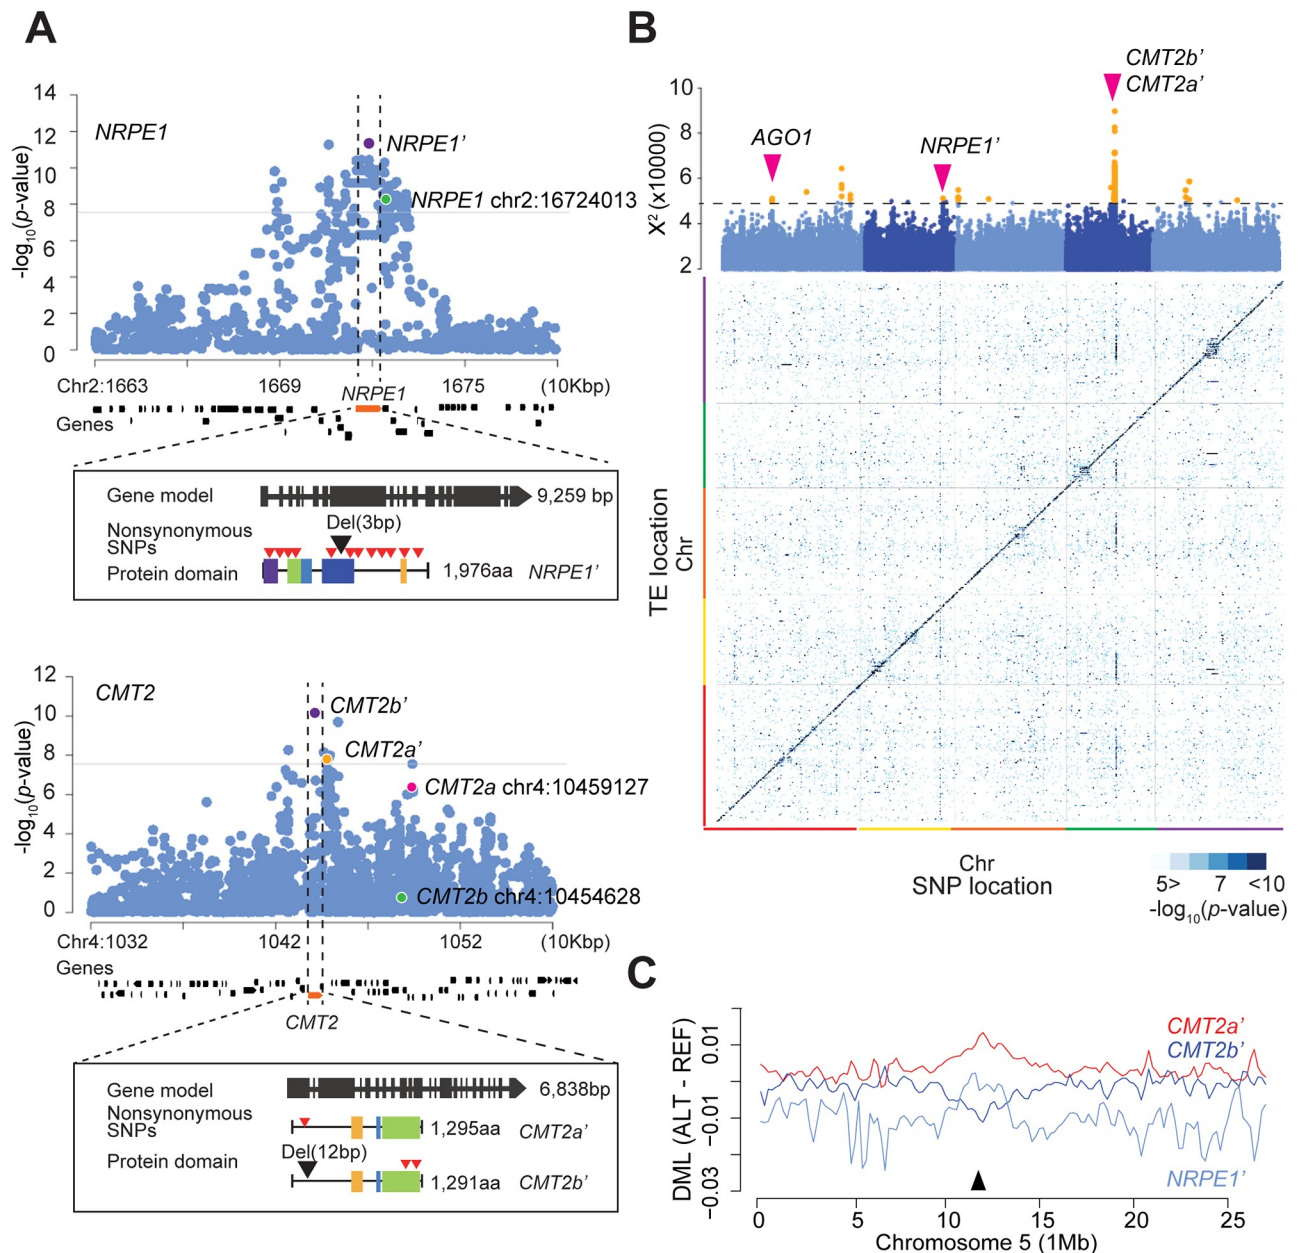 A
14
12
10
8
6
4
2
0
-log10(p-value)
NRPE1
NRPE1’
NRPE1 chr2:16724013
Chr2:1663
1669
1675
(10Kbp)
NRPE1
Genes
Gene model
9,259 bp
Del(3bp)
Nonsynonymous
SNPs
Protein domain
1,976aa
NRPE1’
12
10
8
6
4
2
0
-log10(p-value)
CMT2
CMT2b’
CMT2a’
CMT2a chr4:10459127
CMT2b chr4:10454628
Chr4:1032
1042
1052
(10Kbp)
Genes
CMT2
Gene model
6,838bp
Nonsynonymous
SNPs
1,295aa
CMT2a’
Del(12bp)
Protein domain
1,291aa
CMT2b’
B
10
8
6
4
2
X² (x10000)
AGO1
NRPE1’
CMT2b’
CMT2a’
TE location
Chr
Chr
SNP location
5>
7
<10
-log10(p-value)
C
DML (ALT - REF)
0.01
−0.01
−0.03
CMT2a’
CMT2b’
NRPE1’
0
5
10
15
20
25
Chromosome 5 (1Mb)